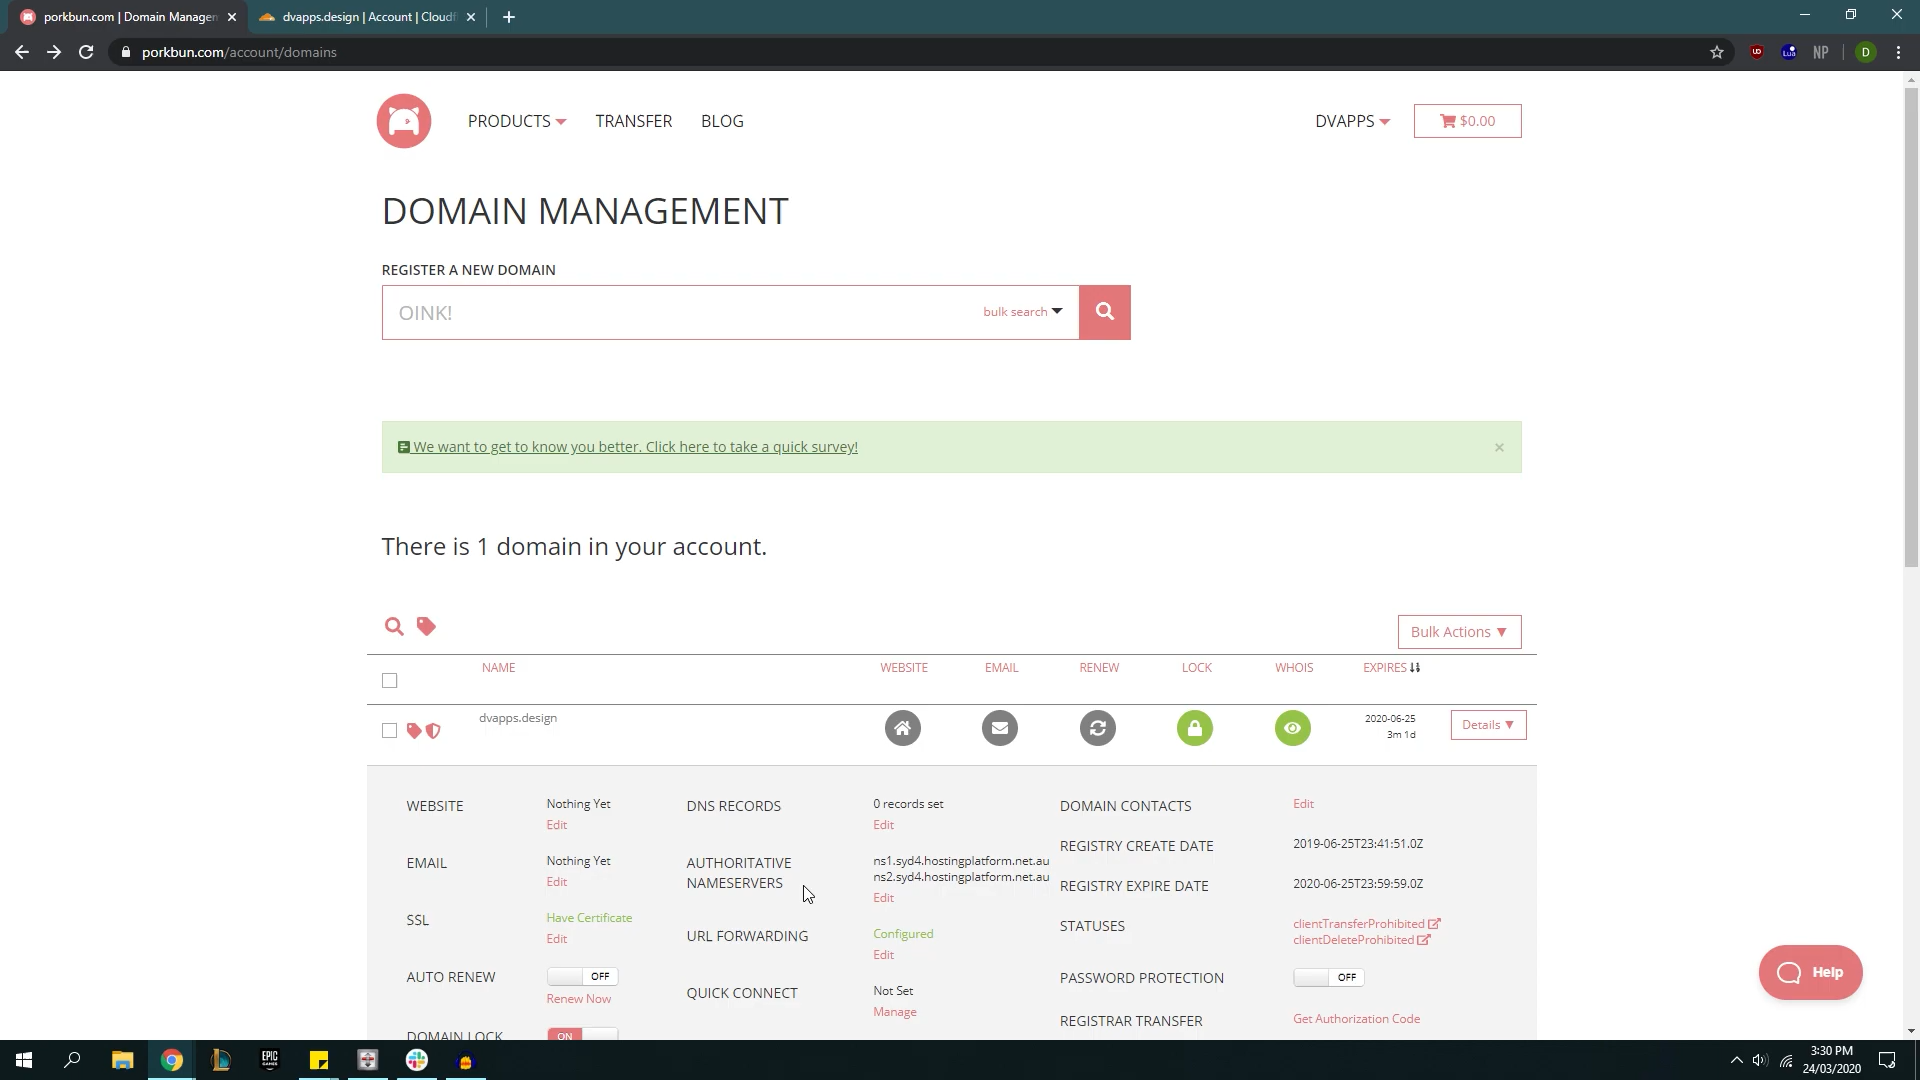 porkbun.com | Domain Managem
dvapps.design | Account | Cloudf
porkbun.com/account/domains
UD
Lua
NP
D
PRODUCTS
TRANSFER
BLOG
DVAPPS
$0.00
DOMAIN MANAGEMENT
REGISTER A NEW DOMAIN
OINK!
bulk search
We want to get to know you better. Click here to take a quick survey!
×
There is 1 domain in your account.
Bulk Actions ▼
NAME
WEBSITE
EMAIL
RENEW
LOCK
WHOIS
EXPIRES
dvapps.design
2020-06-25
3m 1d
Details ▼
WEBSITE
Nothing Yet
Edit
EMAIL
Nothing Yet
Edit
SSL
Have Certificate
Edit
AUTO RENEW
OFF
Renew Now
DOMAIN LOCK
ON
DNS RECORDS
0 records set
Edit
AUTHORITATIVE
NAMESERVERS
ns1.syd4.hostingplatform.net.au
ns2.syd4.hostingplatform.net.au
Edit
URL FORWARDING
Configured
Edit
QUICK CONNECT
Not Set
Manage
DOMAIN CONTACTS
Edit
REGISTRY CREATE DATE
2019-06-25T23:41:51.0Z
REGISTRY EXPIRE DATE
2020-06-25T23:59:59.0Z
STATUSES
clientTransferProhibited
clientDeleteProhibited
PASSWORD PROTECTION
OFF
REGISTRAR TRANSFER
Get Authorization Code
Help
EPIC
GAMES
3:30 PM
24/03/2020